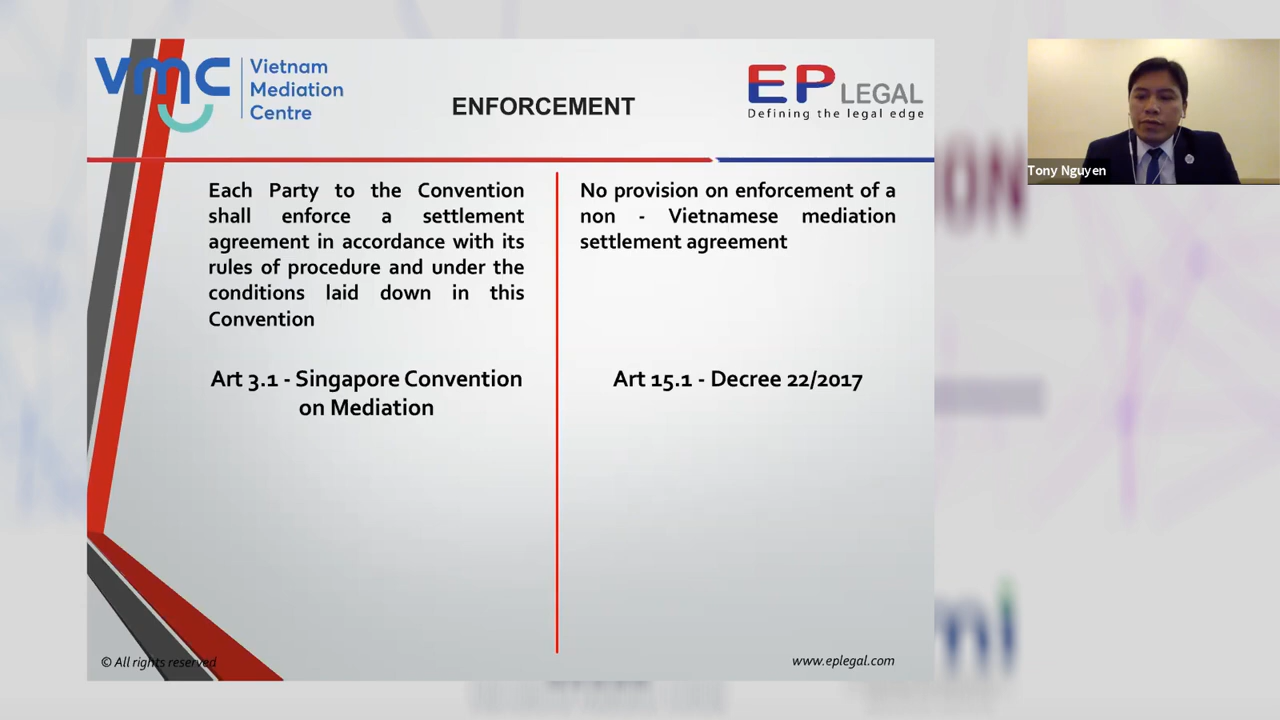 vmc
Vietnam
Mediation
Centre
ENFORCEMENT
EP LEGAL
Defining the legal edge
Each Party to the Convention
shall enforce a settlement
agreement in accordance with its
rules of procedure and under the
conditions laid down in this
Convention
Art 3.1 - Singapore Convention
on Mediation
No provision on enforcement of a
non - Vietnamese mediation
settlement agreement
Art 15.1 - Decree 22/2017
© All rights reserved
www.eplegal.com
Tony Nguyen
ON